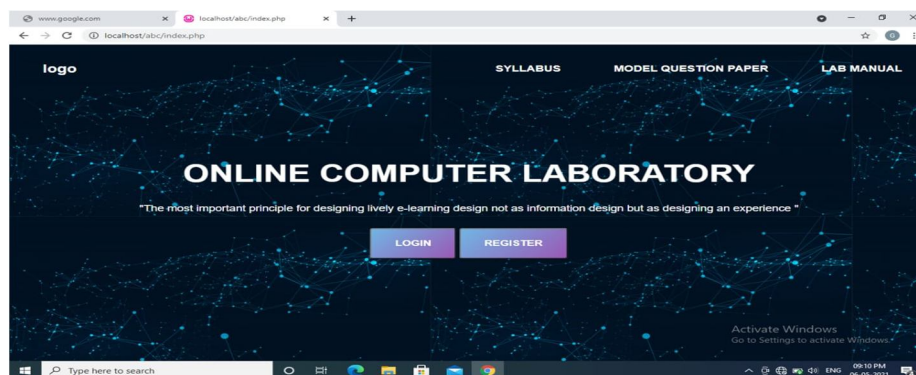 www.google.com
localhost/abc/index.php
localhost/abc/index.php
logo
SYLLABUS MODEL QUESTION PAPER LAB MANUAL
ONLINE COMPUTER LABORATORY
"The most important principle for designing lively e-learning design not as information design but as designing an experience "
LOGIN REGISTER
Activate Windows
Go to Settings to activate Windows.
Type here to search
ENG
09:10 PM
06-05-2021